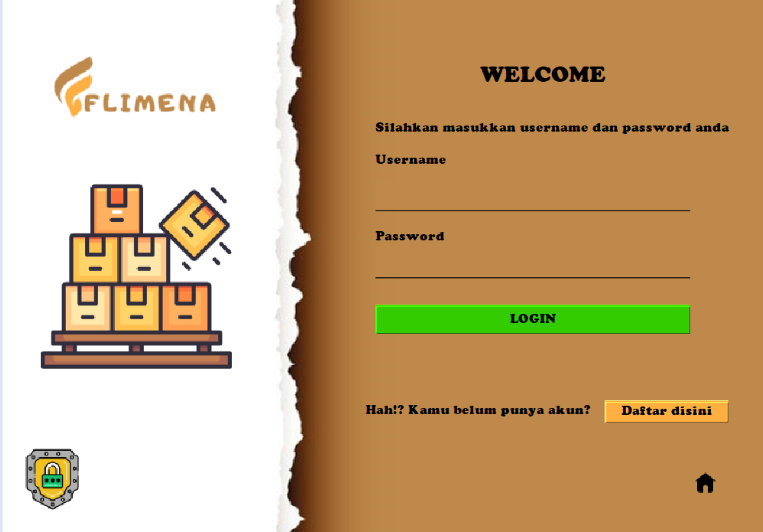 FLIMENA
WELCOME
Silahkan masukkan username dan password anda
Username
Password
LOGIN
Hah!? Kamu belum punya akun? Daftar disini